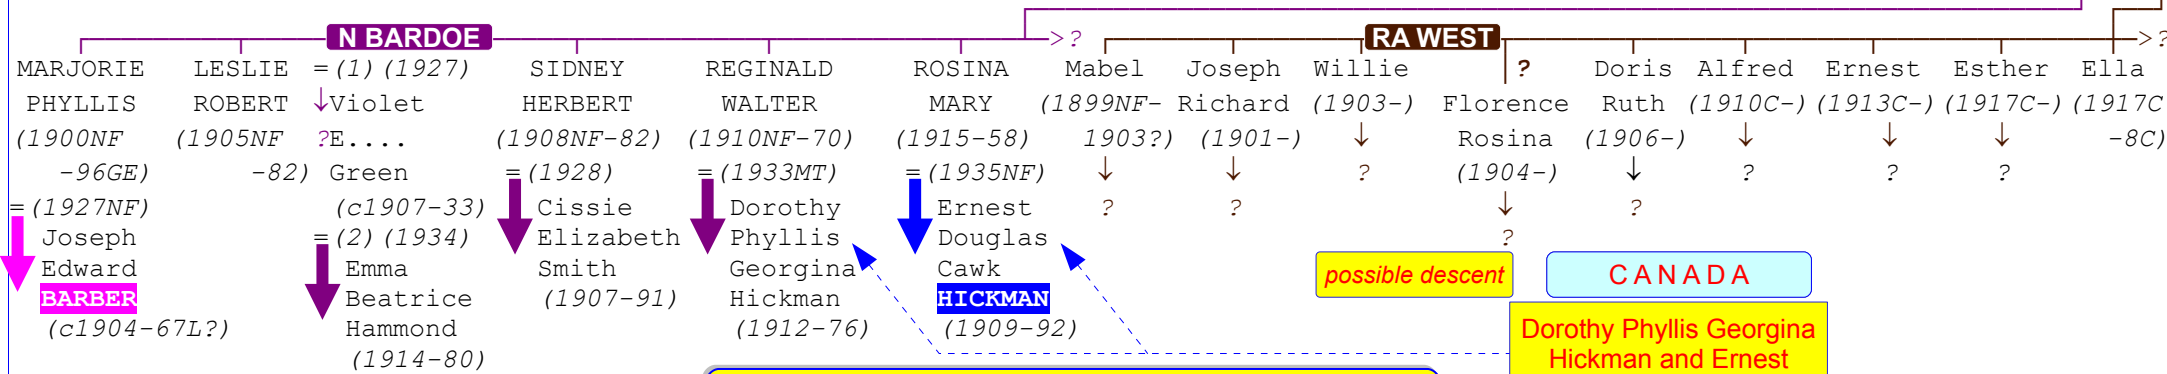 N BARDOE
>?
RA WEST
>?
MARJORIE LESLIE =(1)(1927) SIDNEY REGINALD ROSINA Mabel Joseph Willie ? Doris Alfred Ernest Esther Ella
PHYLLIS ROBERT ↓Violet HERBERT WALTER MARY (1899NF- Richard (1903-) Florence Ruth (1910C-) (1913C-) (1917C-) (1917C
(1900NF (1905NF ?E.... (1908NF-82) (1910NF-70) (1915-58) 1903?) (1901-) ↓ Rosina (1906-) ↓ ↓ ↓ -8C)
-96GE) -82) Green =(1928) =(1933MT) =(1935NF) ↓ ↓ ? (1904-) ↓ ? ? ?
=(1927NF) (c1907-33) Cissie Dorothy Ernest ? ? ↓ ?
Joseph =(2)(1934) Elizabeth Phyllis Douglas ?
Edward Emma Smith Georgina Cawk possible descent CANADA
BARBER Beatrice (1907-91) Hickman HICKMAN
(c1904-67L?) Hammond (1912-76) (1909-92) Dorothy Phyllis Georgina
(1914-80) Hickman and Ernest